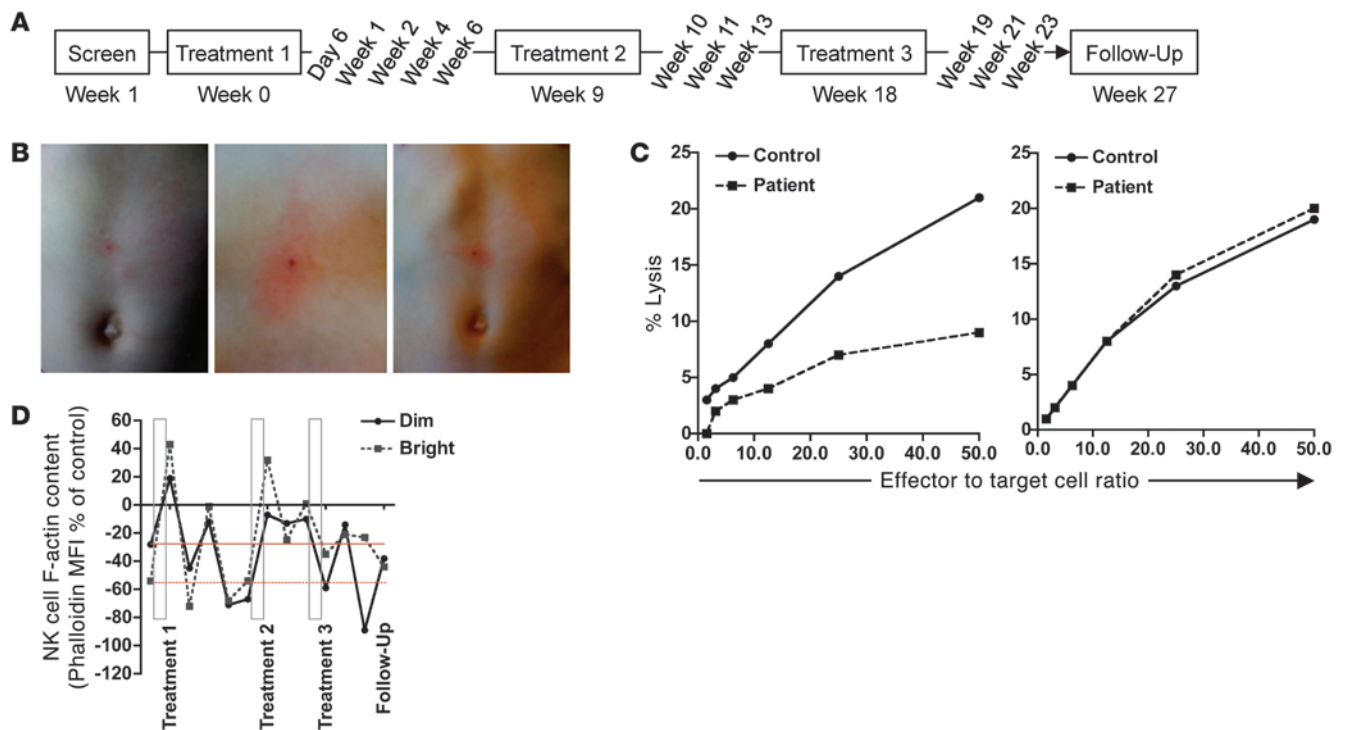 A
Screen
Treatment 1
Day 6
Week 1
Week 2
Week 4
Week 6
Treatment 2
Week 10
Week 11
Week 13
Treatment 3
Week 19
Week 21
Week 23
Follow-Up
Week 1
Week 0
Week 9
Week 18
Week 27
B
C
% Lysis
25
20
15
10
5
0
Control
Patient
0.0 10.0 20.0 30.0 40.0 50.0
25
20
15
10
5
0
Control
Patient
0.0 10.0 20.0 30.0 40.0 50.0
Effector to target cell ratio
D
NK cell F-actin content
(Phalloidin MFI % of control)
60
40
20
0
-20
-40
-60
-80
-100
-120
Dim
Bright
Treatment 1
Treatment 2
Treatment 3
Follow-Up